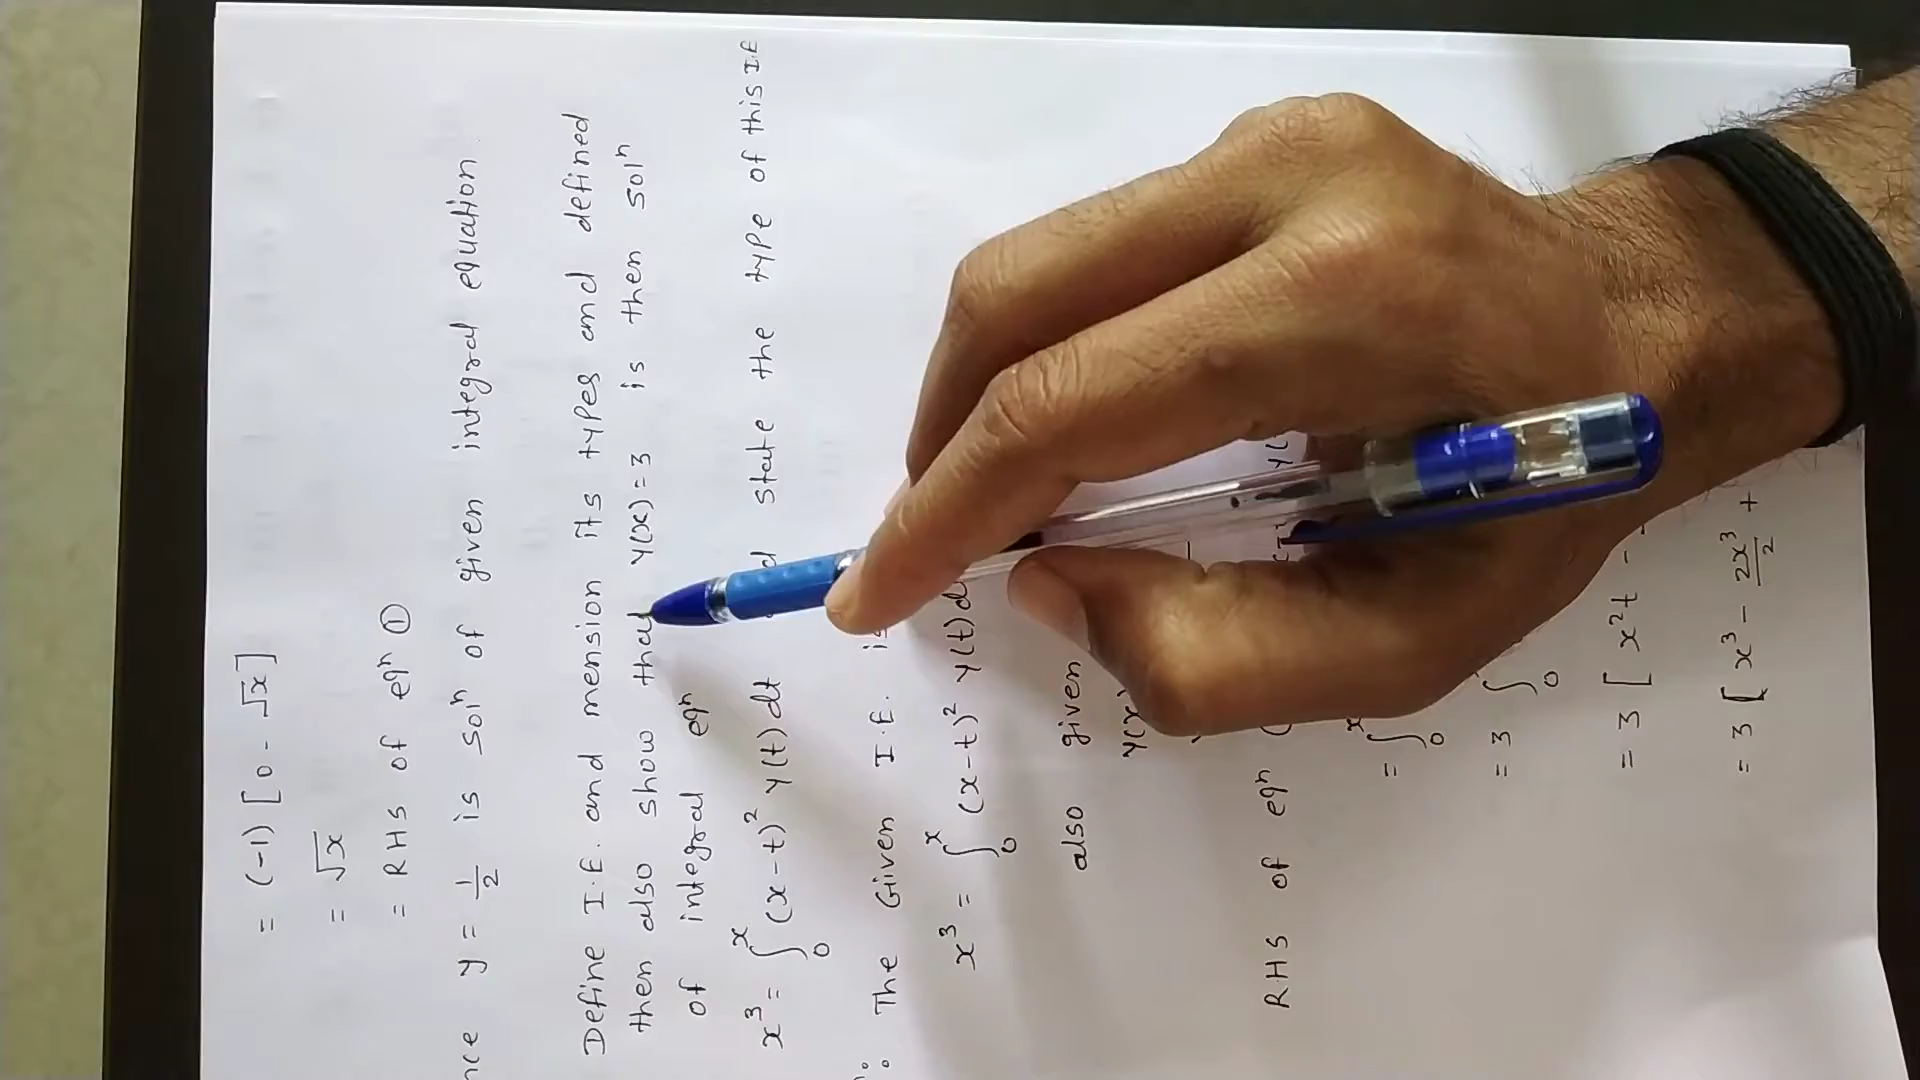 = (-1) [0 - √x]
= √x
= RHS of eqⁿ ①
nce y = 1/2 is solⁿ of given integral equation.
Define I.E. and mension its types and defined
then also show that y(x) = 3 is then solⁿ
of integral eqⁿ
x³ = ∫₀ˣ (x-t)² y(t) dt state the type of this I.E
: The Given I.E. is
x³ = ∫₀ˣ (x-t)² y(t) d
also given
y(x)
RHS of eqⁿ
= ∫₀ˣ
= 3 ∫₀
= 3 [ x²t -
= 3 [ x³ - 2x³/2 +